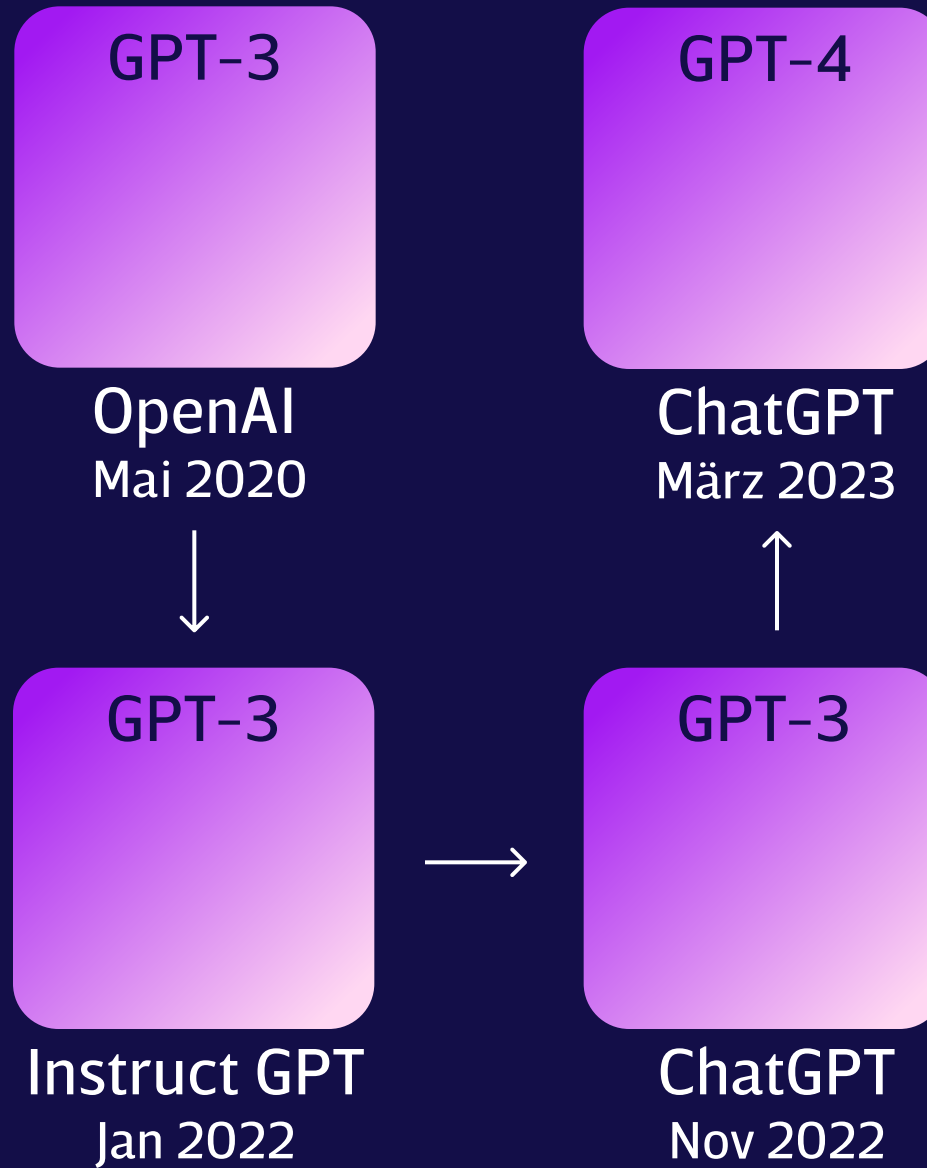 GPT-3
OpenAI
Mai 2020
GPT-3
Instruct GPT
Jan 2022
GPT-3
ChatGPT
Nov 2022
GPT-4
ChatGPT
März 2023